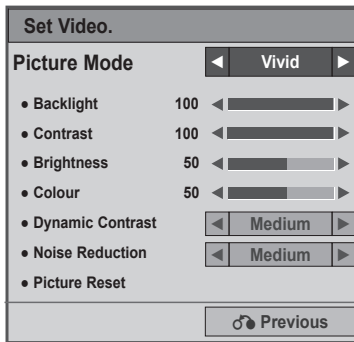 Set Video.
Picture Mode ◀ Vivid ▶
● Backlight 100 ◀ ▶
● Contrast 100 ◀ ▶
● Brightness 50 ◀ ▶
● Colour 50 ◀ ▶
● Dynamic Contrast ◀ Medium ▶
● Noise Reduction ◀ Medium ▶
● Picture Reset
Previous